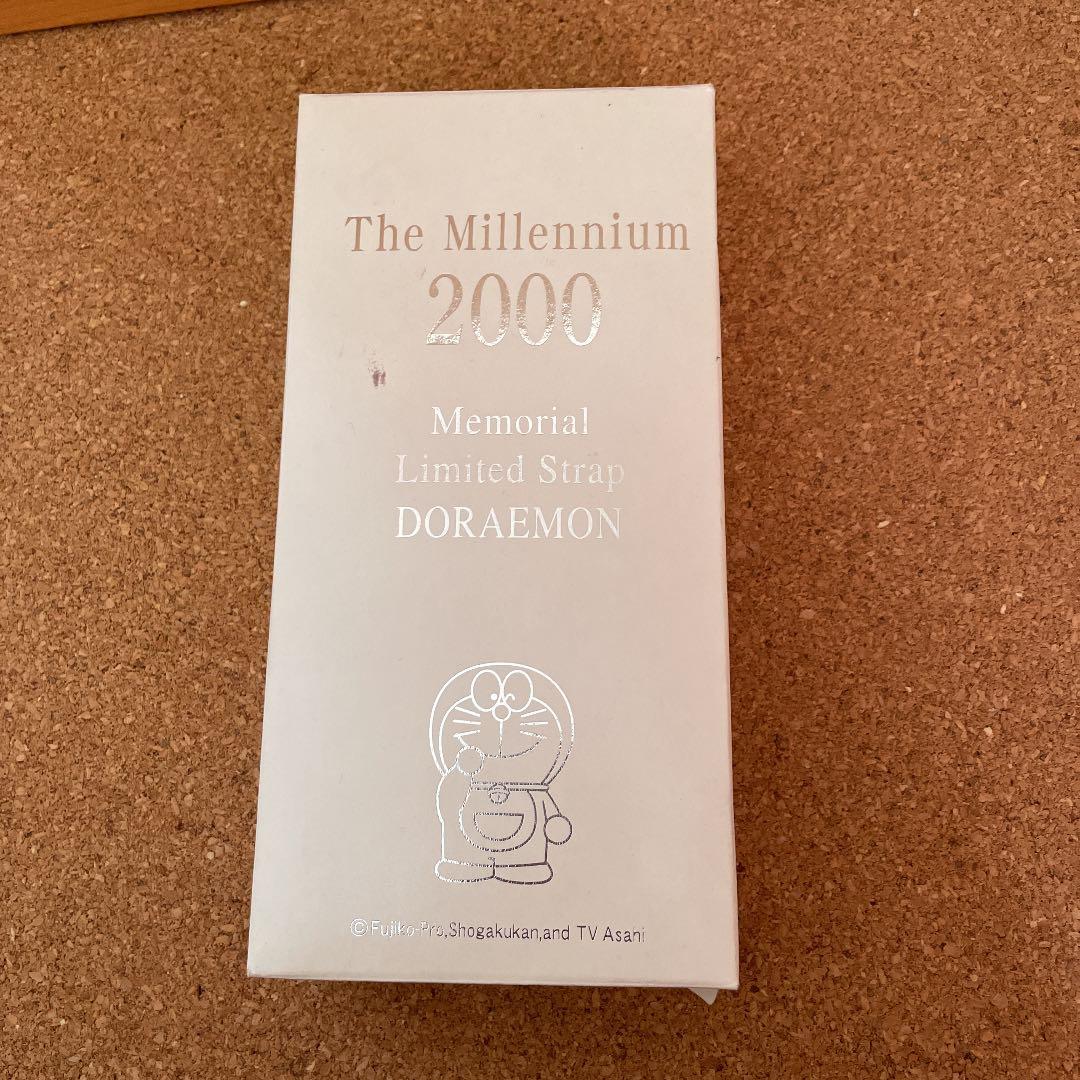 The Millennium
2000
Memorial
Limited Strap
DORAEMON
©Fujiko-Pro,Shogakukan,and TV Asahi